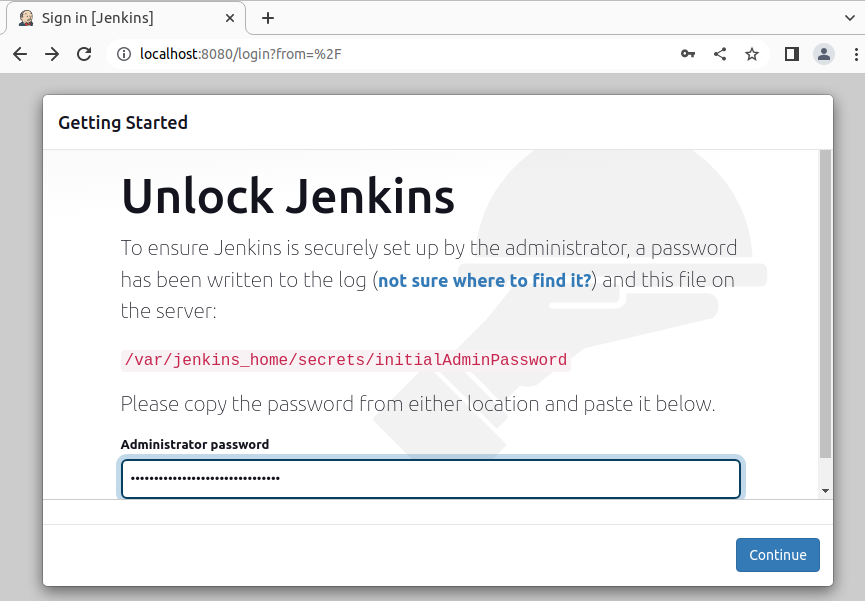 Sign in [Jenkins]
localhost:8080/login?from=%2F
Getting Started
Unlock Jenkins
To ensure Jenkins is securely set up by the administrator, a password
has been written to the log (not sure where to find it?) and this file on
the server:
/var/jenkins_home/secrets/initialAdminPassword
Please copy the password from either location and paste it below.
Administrator password
Continue